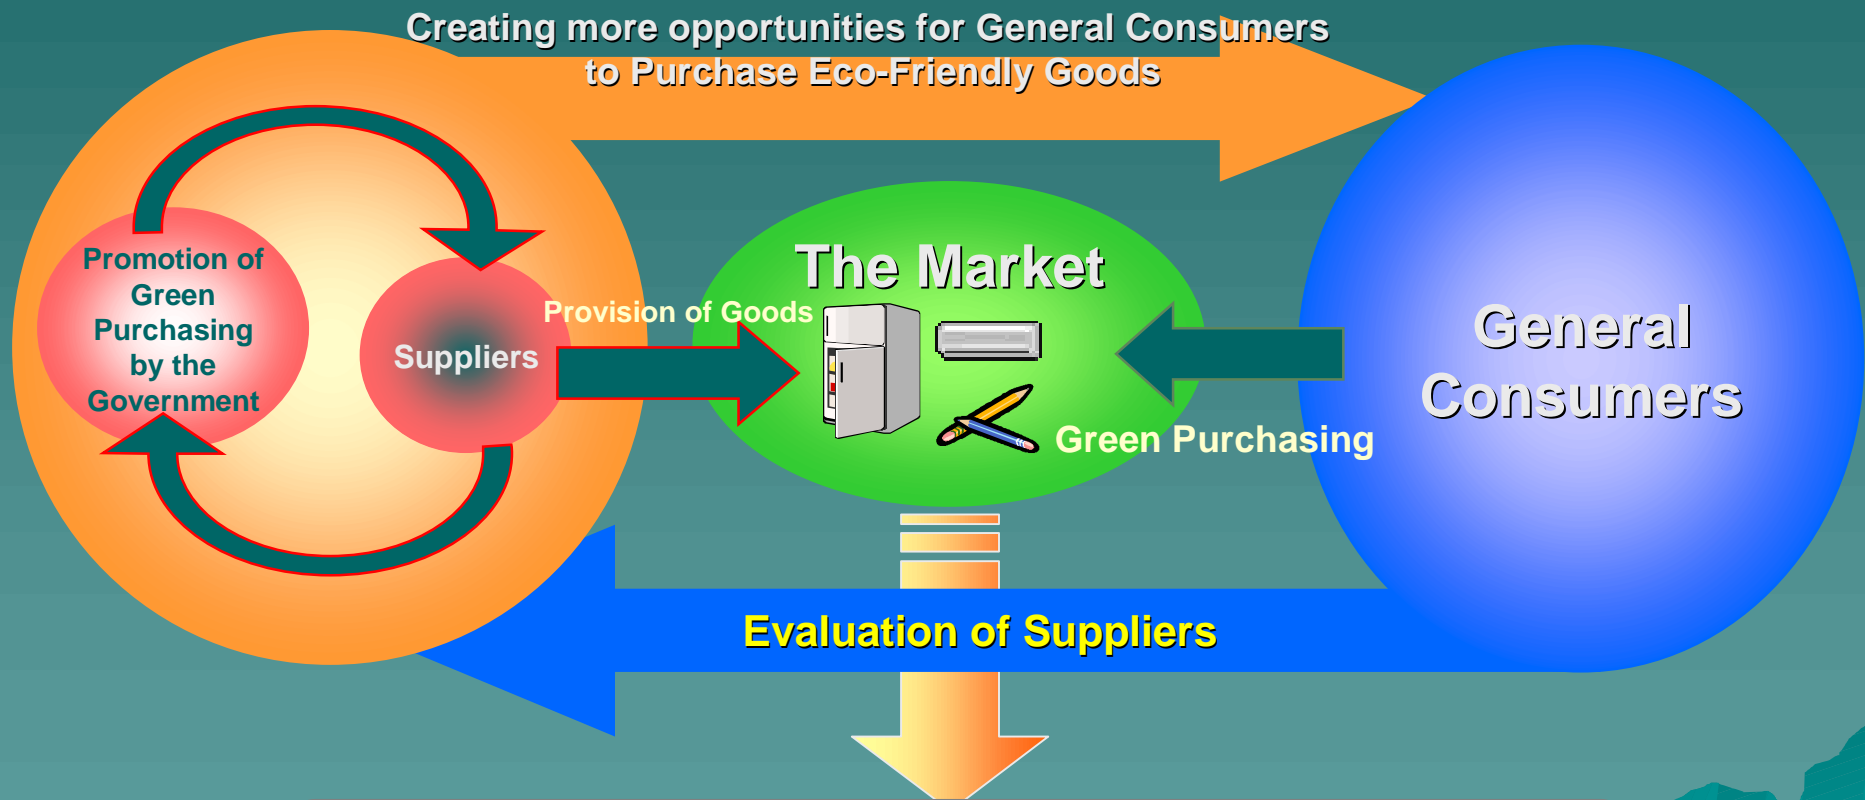 Creating more opportunities for General Consumers
to Purchase Eco-Friendly Goods
Promotion of
Green
Purchasing
by the
Government
Suppliers
Provision of Goods
The Market
Green Purchasing
General
Consumers
Evaluation of Suppliers